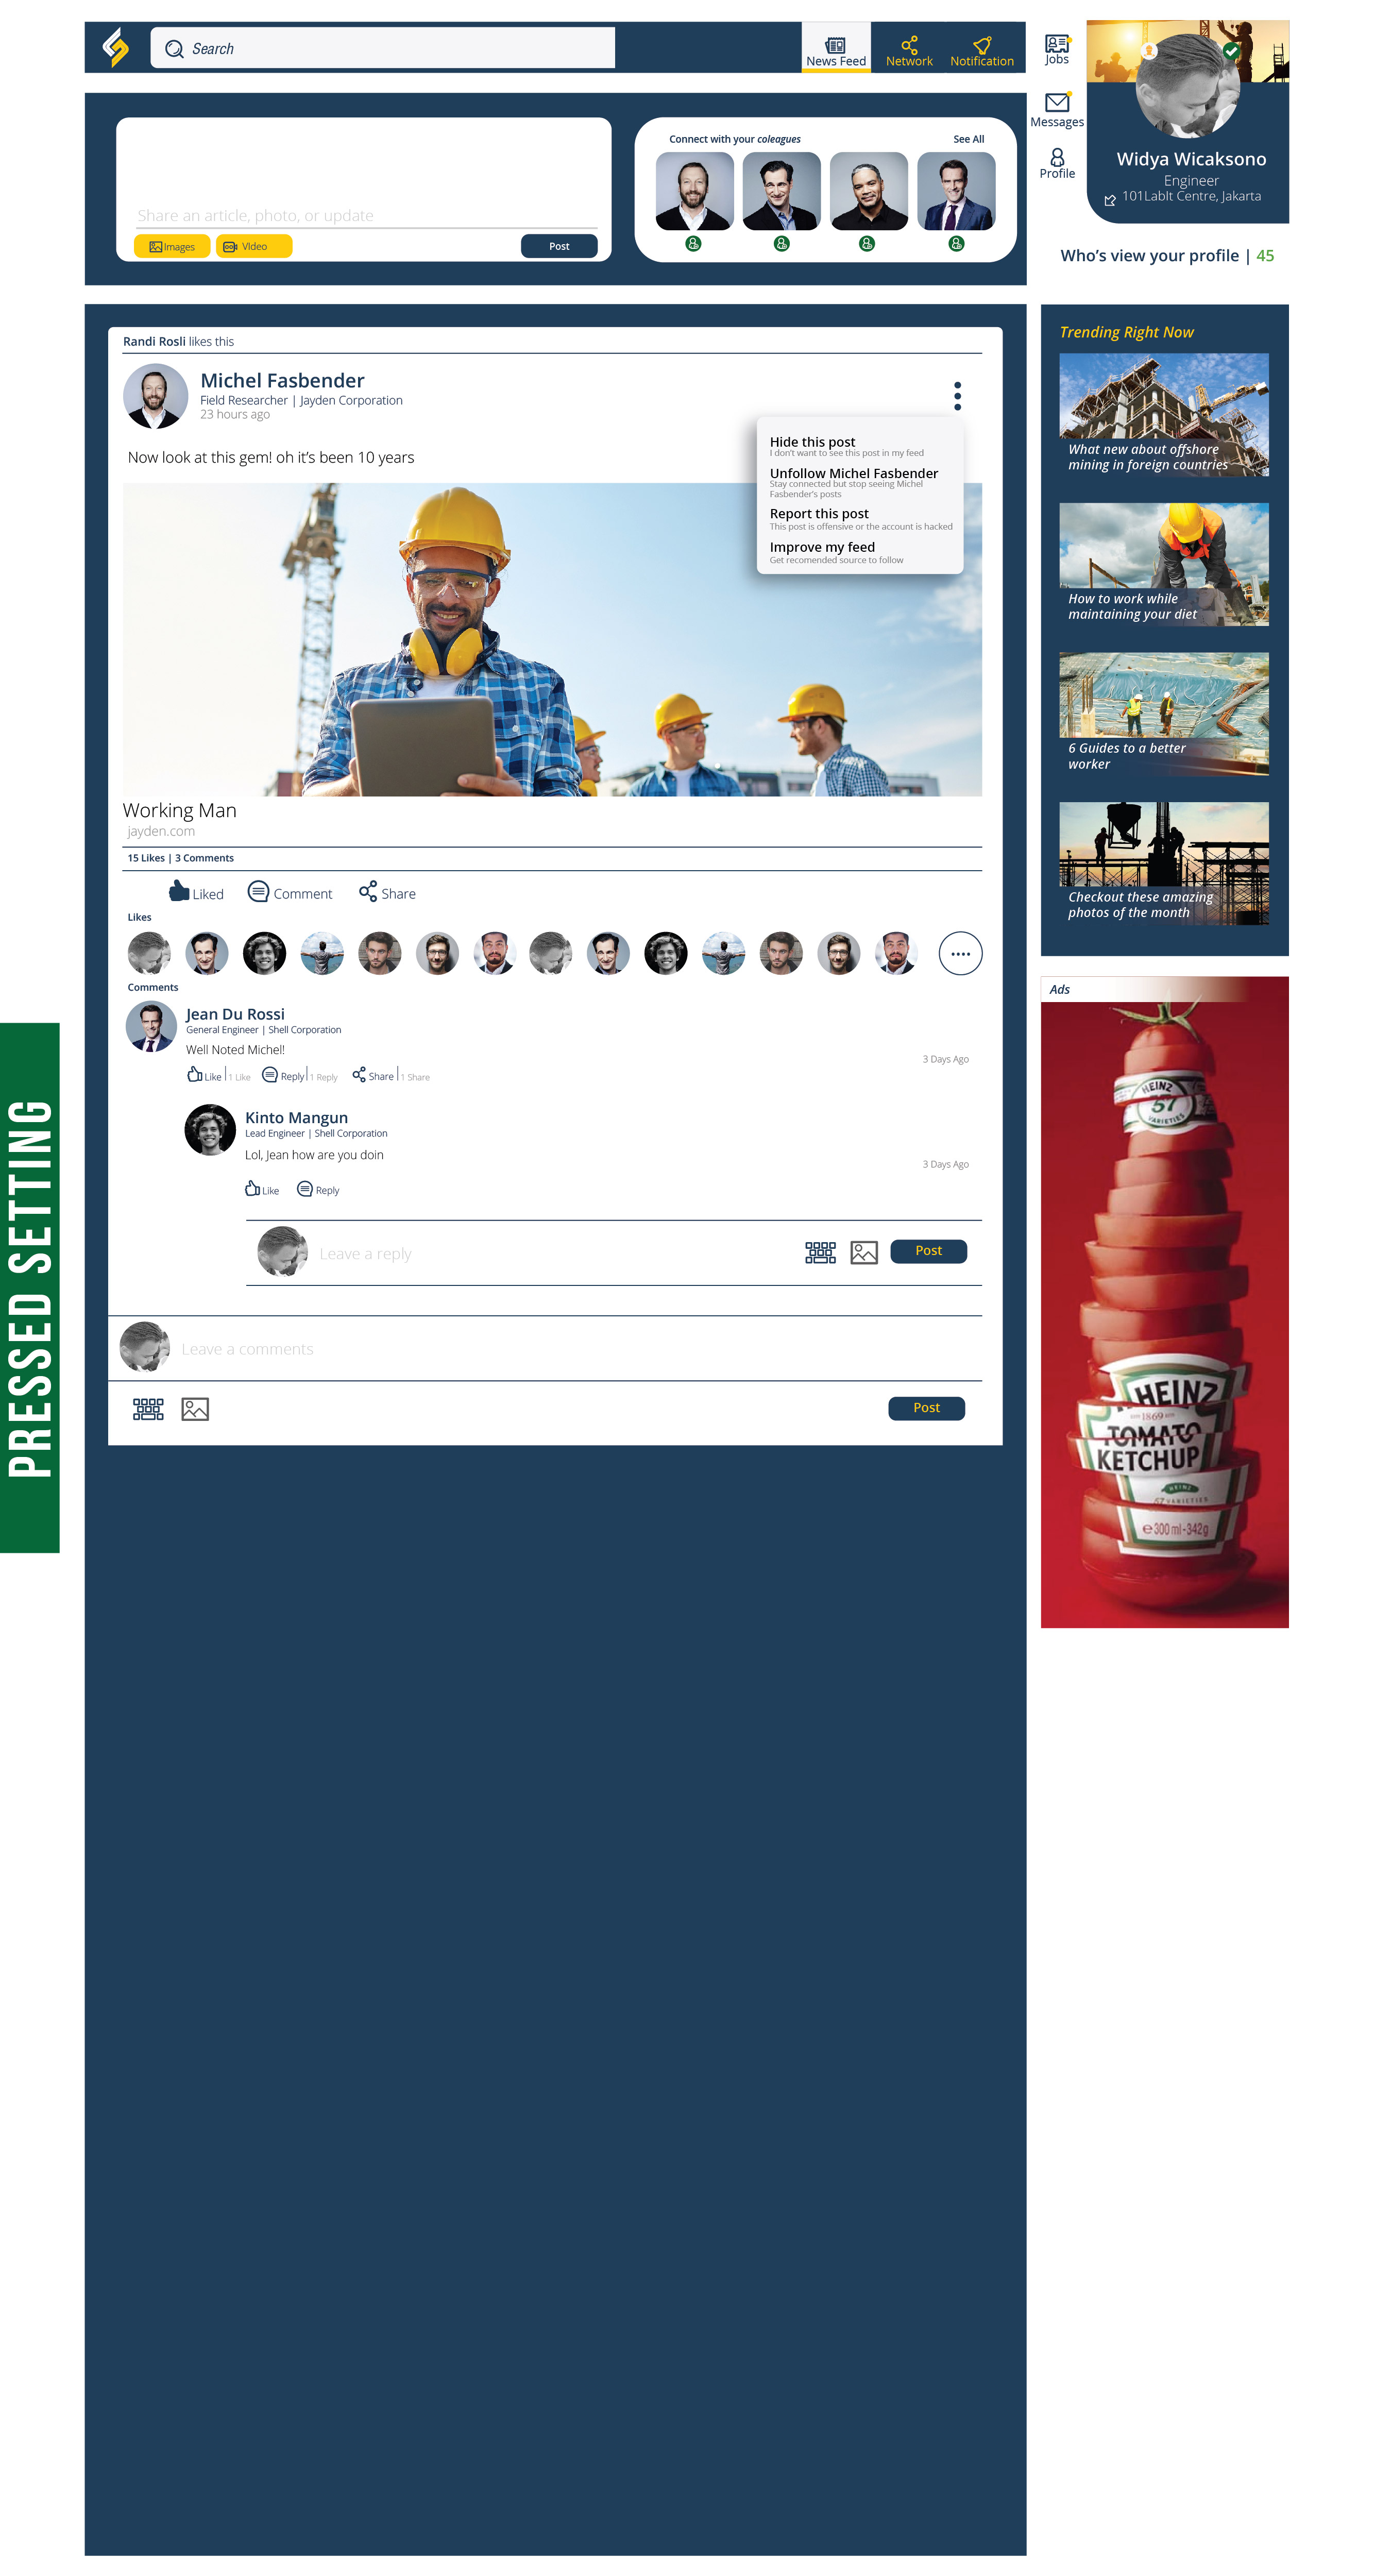 Search
News Feed
Network
Notification
Jobs
Messages
Profile
Widya Wicaksono
Engineer
101LabIt Centre, Jakarta
Who's view your profile | 45
Share an article, photo, or update
Images
VIdeo
Post
Connect with your coleagues
See All
Randi Rosli likes this
Michel Fasbender
Field Researcher | Jayden Corporation
23 hours ago
Now look at this gem! oh it's been 10 years
Hide this post
I don't want to see this post in my feed
Unfollow Michel Fasbender
Stay connected but stop seeing Michel
Fasbender's posts
Report this post
This post is offensive or the account is hacked
Improve my feed
Get recomended source to follow
Working Man
jayden.com
15 Likes | 3 Comments
Liked
Comment
Share
Likes
Comments
Jean Du Rossi
General Engineer | Shell Corporation
Well Noted Michel!
3 Days Ago
Like | 1 Like
Reply | 1 Reply
Share | 1 Share
Kinto Mangun
Lead Engineer | Shell Corporation
Lol, Jean how are you doin
3 Days Ago
Like
Reply
Leave a reply
Post
Leave a comments
Post
Trending Right Now
What new about offshore
mining in foreign countries
How to work while
maintaining your diet
6 Guides to a better
worker
Checkout these amazing
photos of the month
Ads
HEINZ
57
VARIETIES
HEINZ
1869
TOMATO
KETCHUP
HEINZ
57 VARIETIES
e 300 ml-342g
PRESSED SETTING